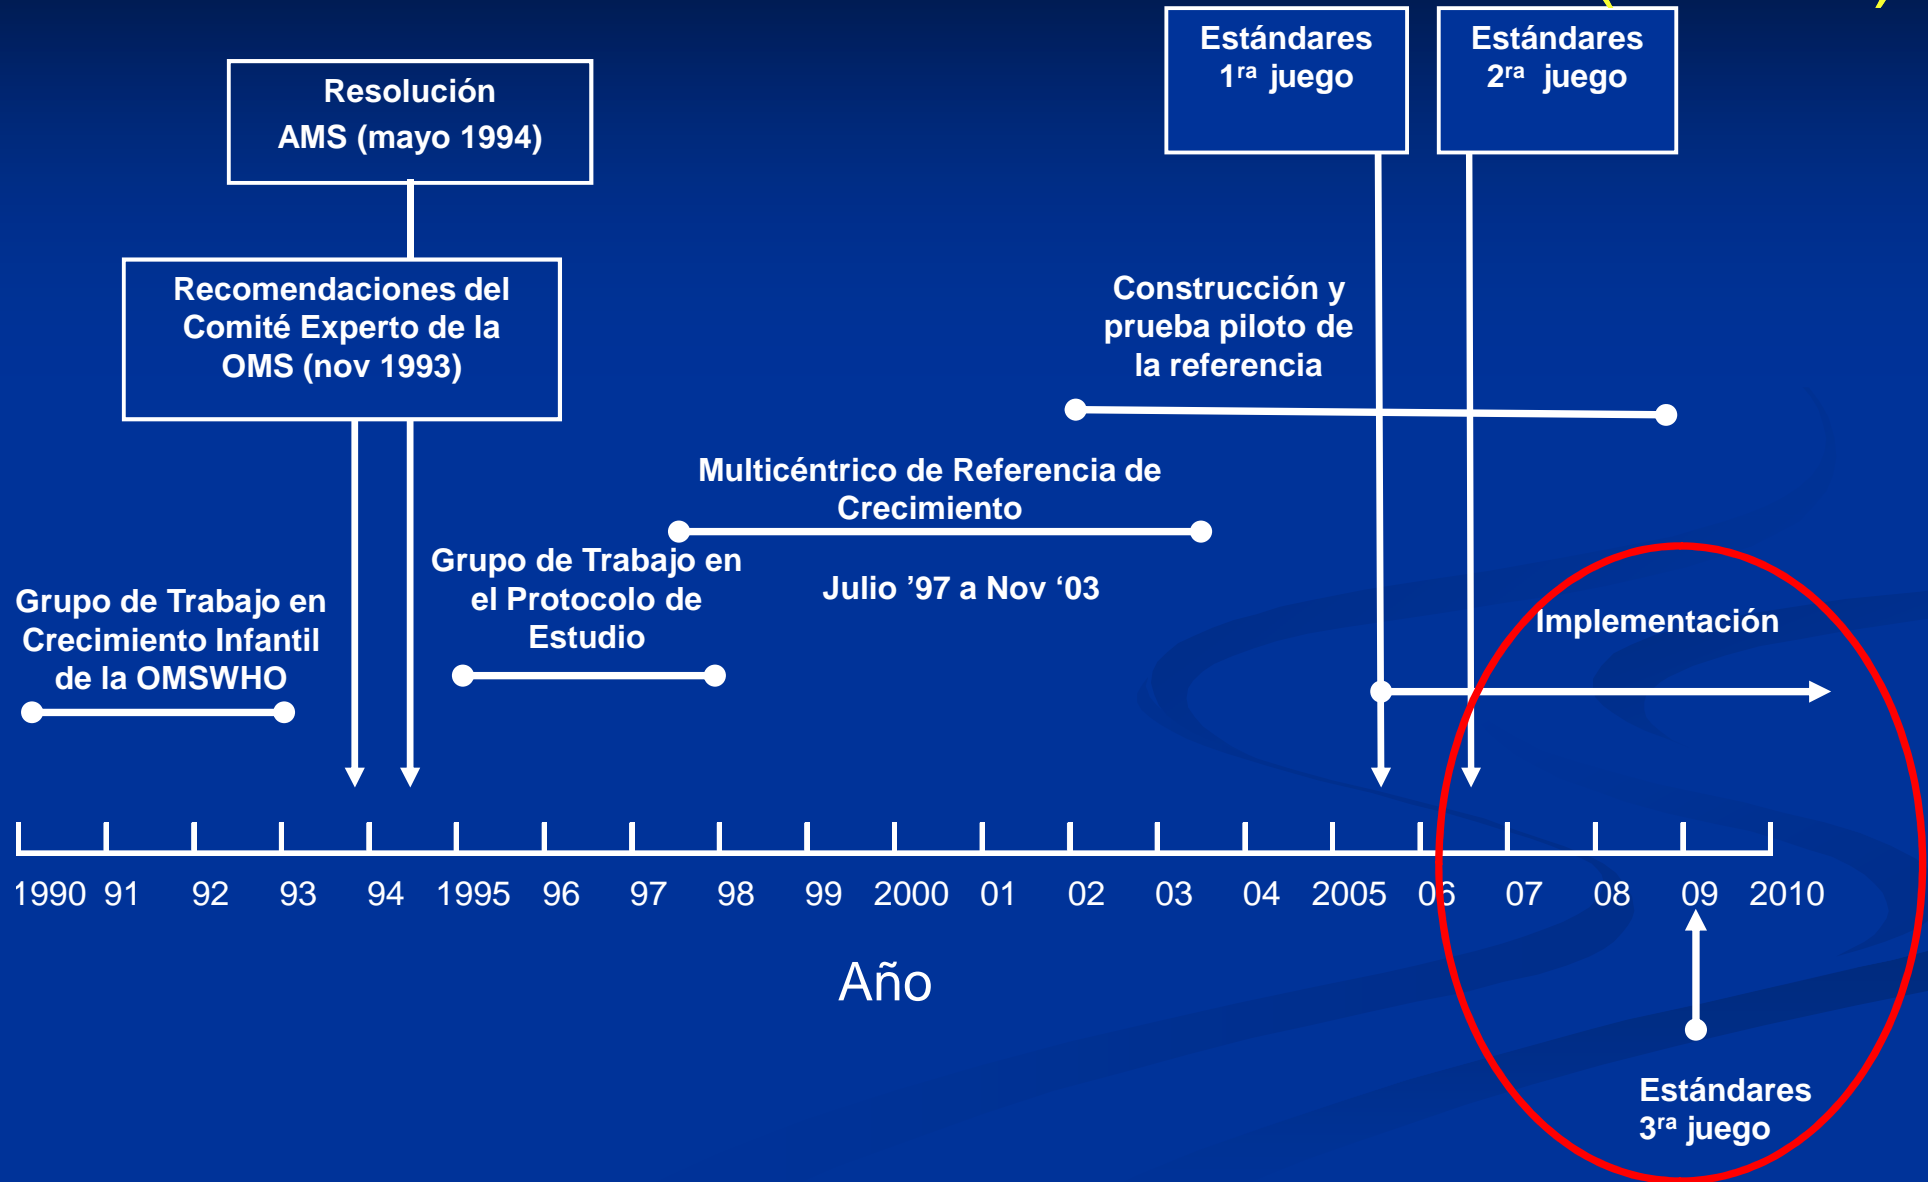 Estándares
1ra juego
Estándares
2ra juego
Resolución
AMS (mayo 1994)
Recomendaciones del
Comité Experto de la
OMS (nov 1993)
Construcción y
prueba piloto de
la referencia
Multicéntrico de Referencia de
Crecimiento
Julio ’97 a Nov ‘03
Grupo de Trabajo en
el Protocolo de
Estudio
Grupo de Trabajo en
Crecimiento Infantil
de la OMSWHO
Implementación
1990 91 92 93 94 1995 96 97 98 99 2000 01 02 03 04 2005 06 07 08 09 2010
Año
Estándares
3ra juego